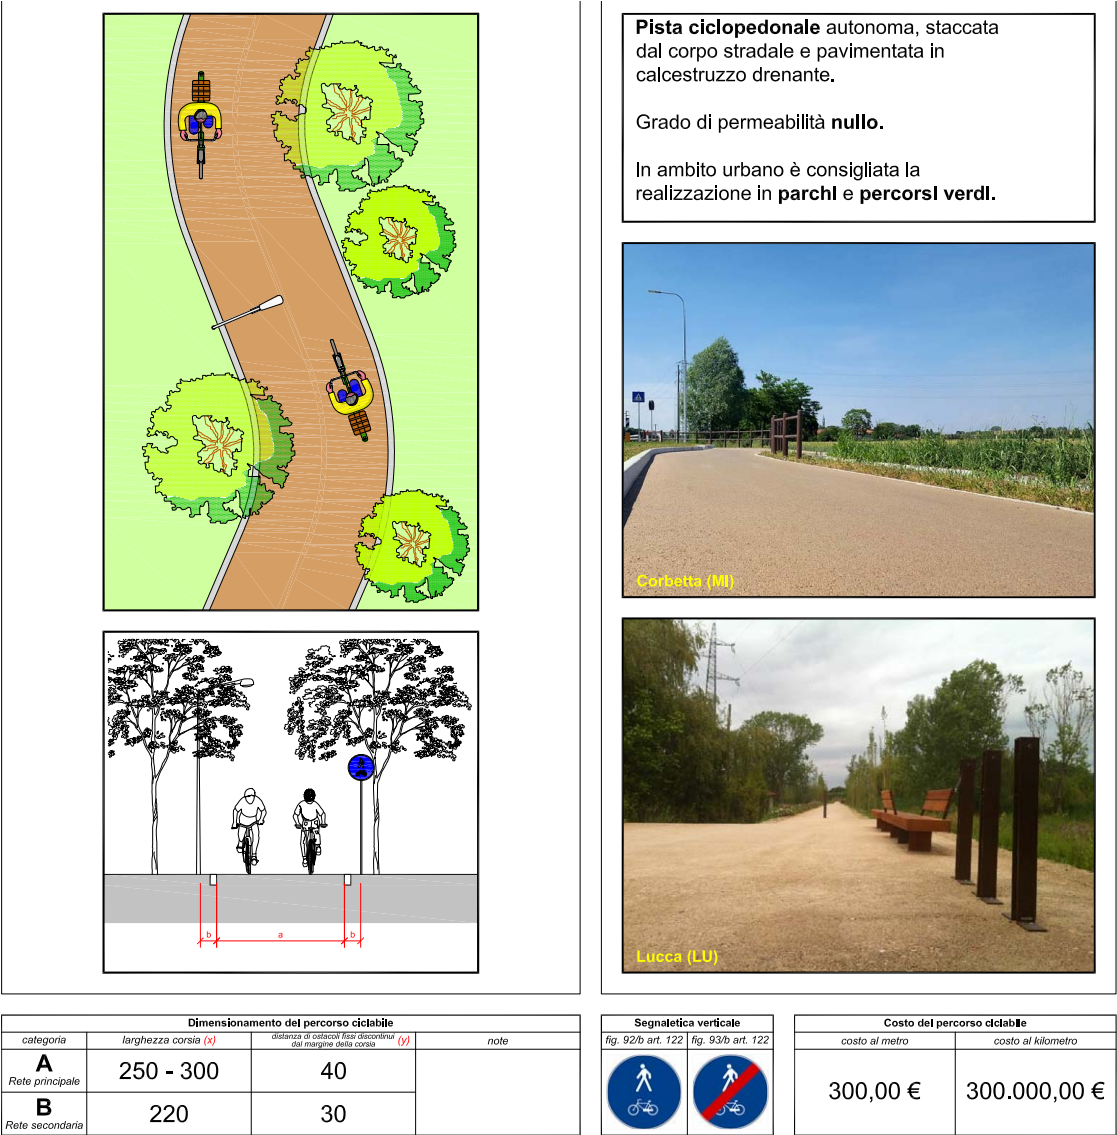 Pista ciclopedonale autonoma, staccata
dal corpo stradale e pavimentata in
calcestruzzo drenante.
Grado di permeabilità nullo.
In ambito urbano è consigliata la
realizzazione in parchi e percorsi verdi.
Corbetta (MI)
Lucca (LU)
b a b
Dimensionamento del percorso ciclabile
categoria larghezza corsia (x) distanza di ostacoli fissi discontinui dal margine della corsia (y) note
A
Rete principale 250 - 300 40
B
Rete secondaria 220 30
Segnaletica verticale
fig. 92/b art. 122 fig. 93/b art. 122
Costo del percorso ciclabile
costo al metro costo al kilometro
300,00 € 300.000,00 €